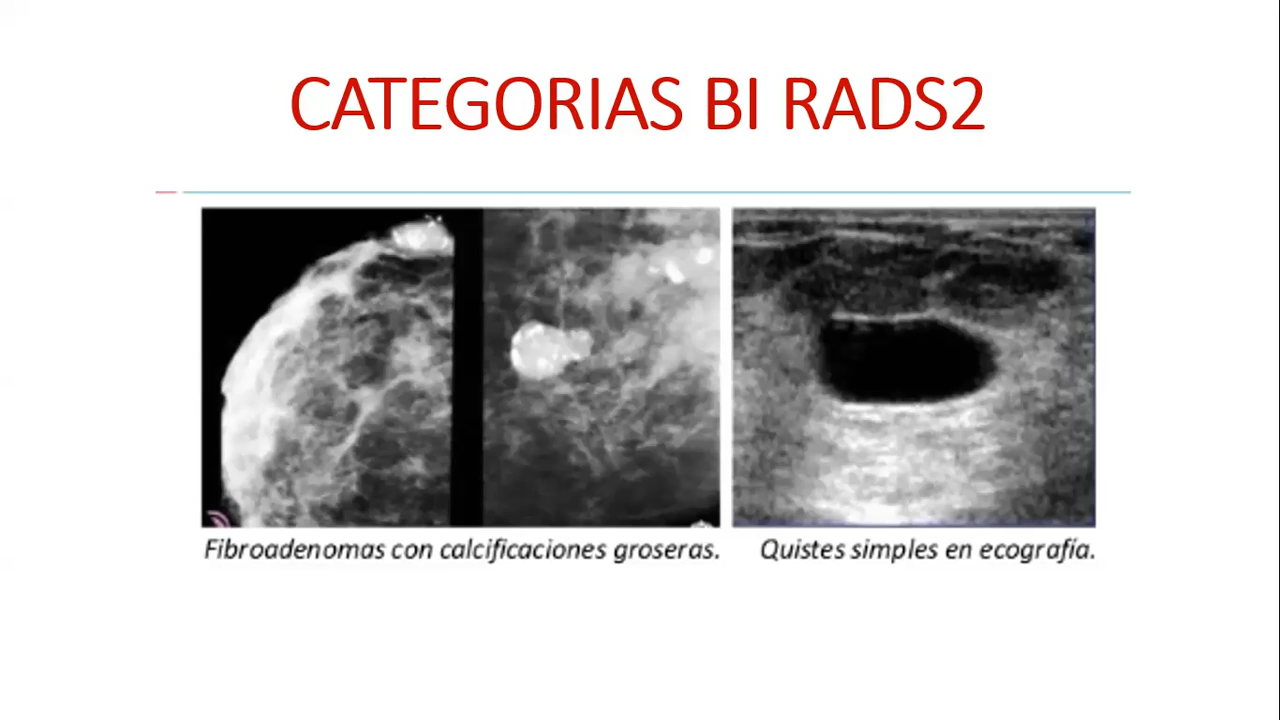 CATEGORIAS BI RADS2
Fibroadenomas con calcificaciones groseras.
Quistes simples en ecografía.